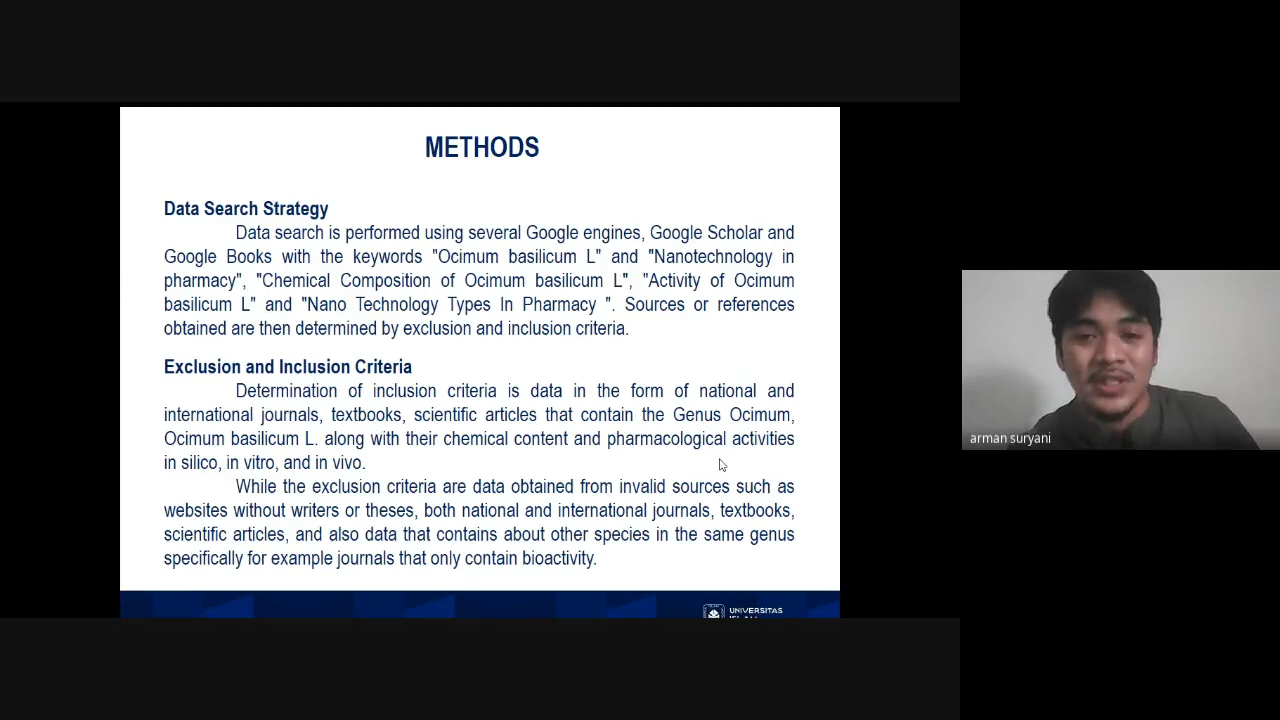 METHODS
Data Search Strategy
Data search is performed using several Google engines, Google Scholar and
Google Books with the keywords "Ocimum basilicum L" and "Nanotechnology in
pharmacy", "Chemical Composition of Ocimum basilicum L", "Activity of Ocimum
basilicum L" and "Nano Technology Types In Pharmacy ". Sources or references
obtained are then determined by exclusion and inclusion criteria.
Exclusion and Inclusion Criteria
Determination of inclusion criteria is data in the form of national and
international journals, textbooks, scientific articles that contain the Genus Ocimum,
Ocimum basilicum L. along with their chemical content and pharmacological activities
in silico, in vitro, and in vivo.
While the exclusion criteria are data obtained from invalid sources such as
websites without writers or theses, both national and international journals, textbooks,
scientific articles, and also data that contains about other species in the same genus
specifically for example journals that only contain bioactivity.
UNIVERSITAS
arman suryani